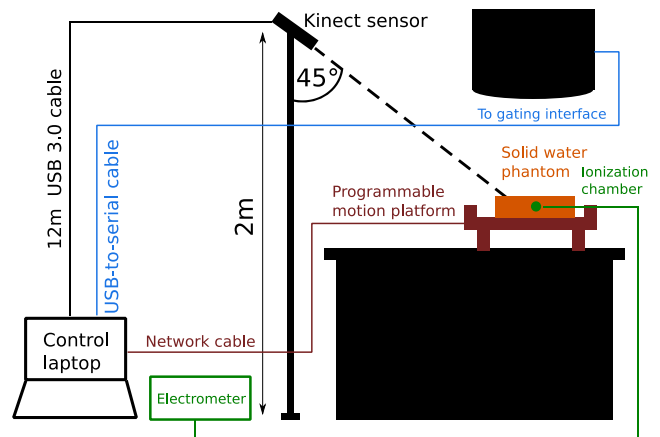 Kinect sensor
45°
To gating interface
Solid water
phantom
Ionization
chamber
Programmable
motion platform
12m USB 3.0 cable
USB-to-serial cable
2m
Network cable
Control
laptop
Electrometer